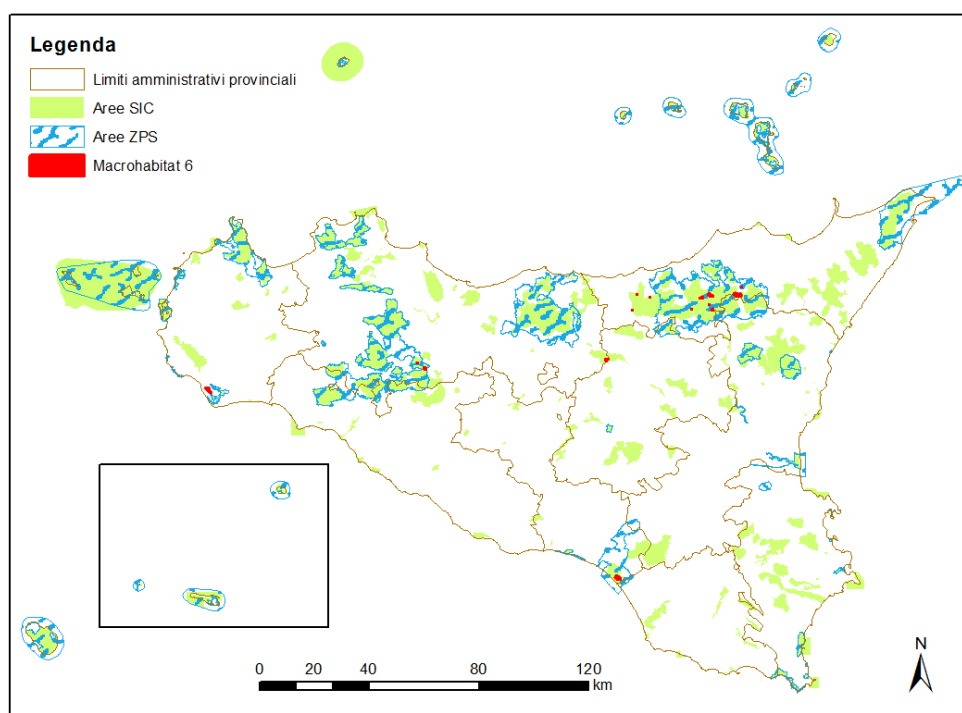 Legenda
Limiti amministrativi provinciali
Aree SIC
Aree ZPS
Macrohabitat 6
N
0 20 40 80 120
km